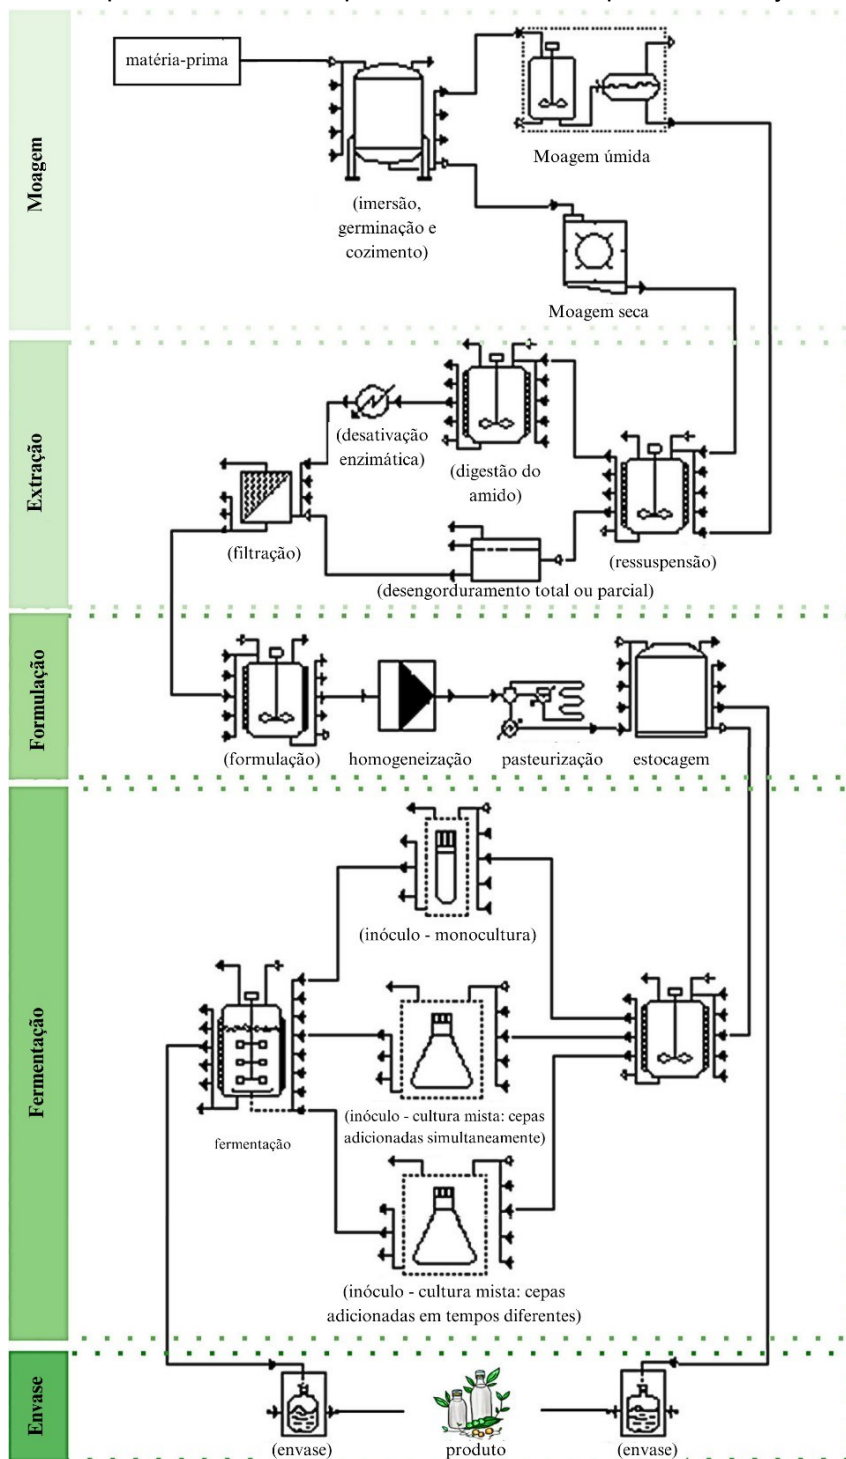 Moagem
matéria-prima
Moagem úmida
(imersão,
germinação e
cozimento)
Moagem seca
Extração
(desativação
enzimática)
(digestão do
amido)
(filtração)
(ressuspensão)
(desengorduramento total ou parcial)
Formulação
(formulação)
homogeneização
pasteurização
estocagem
Fermentação
(inóculo - monocultura)
(inóculo - cultura mista: cepas
adicionadas simultaneamente)
fermentação
(inóculo - cultura mista: cepas
adicionadas em tempos diferentes)
Envase
(envase)
produto
(envase)